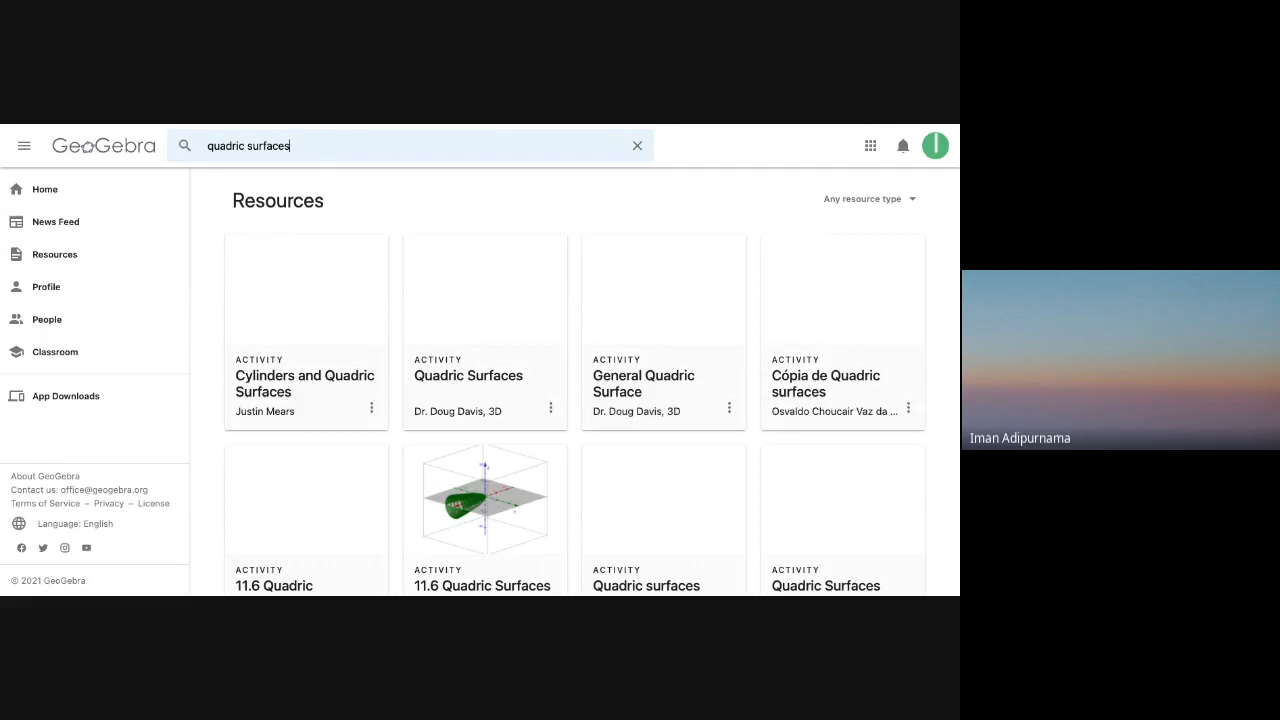 GeoGebra
quadric surfaces
Home
News Feed
Resources
Profile
People
Classroom
App Downloads
About GeoGebra
Contact us: office@geogebra.org
Terms of Service – Privacy – License
Language: English
© 2021 GeoGebra
Resources
Any resource type
ACTIVITY
Cylinders and Quadric
Surfaces
Justin Mears
ACTIVITY
Quadric Surfaces
Dr. Doug Davis, 3D
ACTIVITY
General Quadric
Surface
Dr. Doug Davis, 3D
ACTIVITY
Cópia de Quadric
surfaces
Osvaldo Choucair Vaz da ...
ACTIVITY
11.6 Quadric
ACTIVITY
11.6 Quadric Surfaces
ACTIVITY
Quadric surfaces
ACTIVITY
Quadric Surfaces
Iman Adipurnama